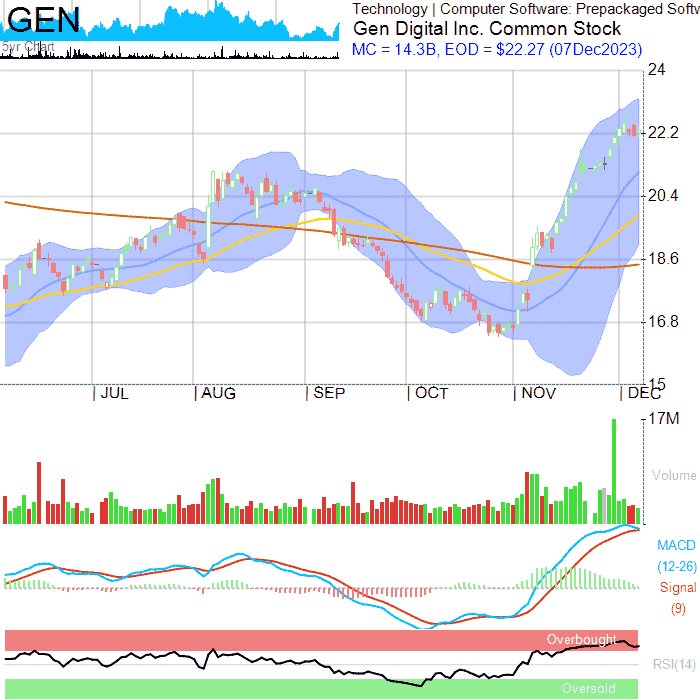 GEN
5yr Chart
Technology | Computer Software: Prepackaged Softw
Gen Digital Inc. Common Stock
MC = 14.3B, EOD = $22.27 (07Dec2023)
24
22.2
20.4
18.6
16.8
15
| JUL | AUG | SEP | OCT | NOV | DEC
17M
Volume
MACD
(12-26)
Signal
(9)
Overbought
RSI(14)
Oversold